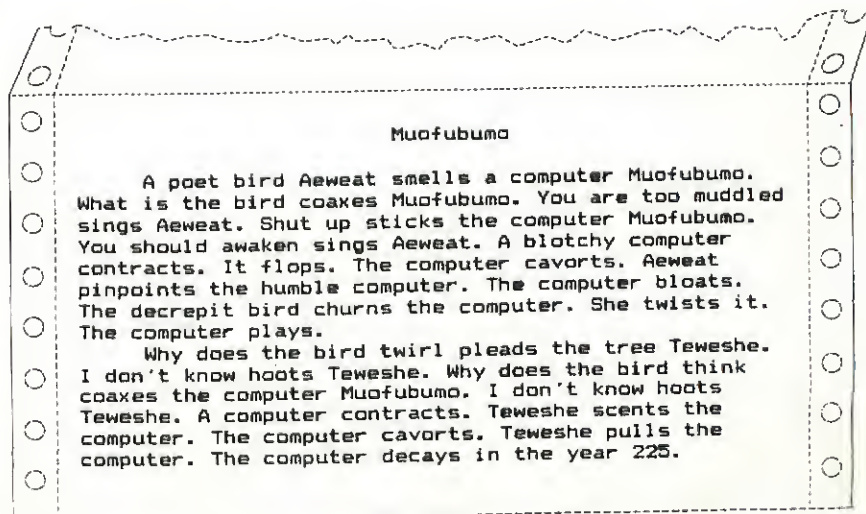 Muofubumo
A poet bird Aeweat smells a computer Muofubumo.
What is the bird coaxes Muofubumo. You are too muddled
sings Aeweat. Shut up sticks the computer Muofubumo.
You should awaken sings Aeweat. A blotchy computer
contracts. It flops. The computer cavorts. Aeweat
pinpoints the humble computer. The computer bloats.
The decrepit bird churns the computer. She twists it.
The computer plays.
Why does the bird twirl pleads the tree Teweshe.
I don't know hoots Teweshe. Why does the bird think
coaxes the computer Muofubumo. I don't know hoots
Teweshe. A computer contracts. Teweshe scents the
computer. The computer cavorts. Teweshe pulls the
computer. The computer decays in the year 225.